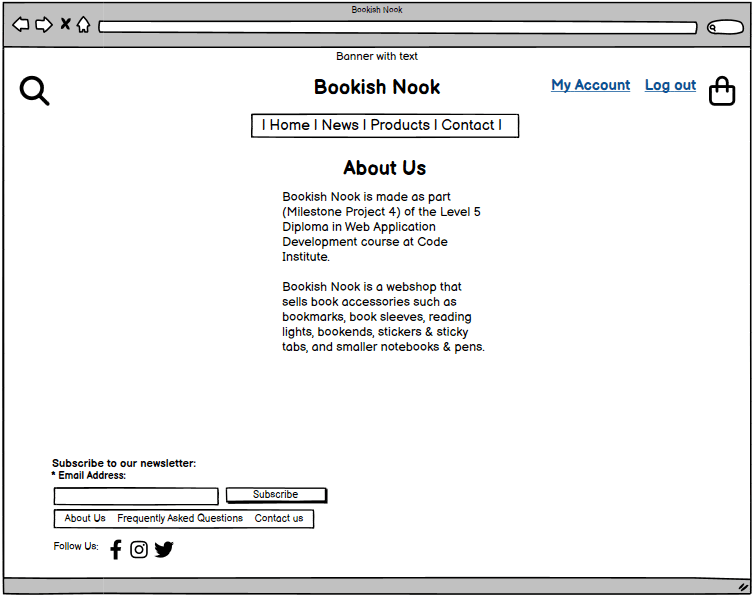 Bookish Nook
Banner with text
Bookish Nook
My Account Log out
| Home | News | Products | Contact |
About Us
Bookish Nook is made as part
(Milestone Project 4) of the Level 5
Diploma in Web Application
Development course at Code
Institute.
Bookish Nook is a webshop that
sells book accessories such as
bookmarks, book sleeves, reading
lights, bookends, stickers & sticky
tabs, and smaller notebooks & pens.
Subscribe to our newsletter:
* Email Address:
Subscribe
About Us Frequently Asked Questions Contact us
Follow Us: